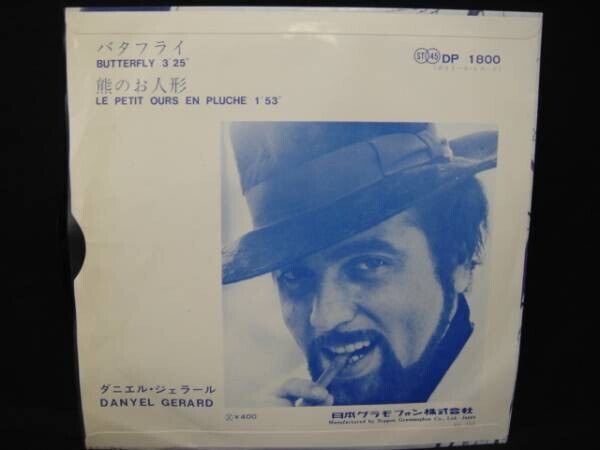 バタフライ
BUTTERFLY 3'25"
熊のお人形
LE PETIT OURS EN PLUCHE 1'53"
ST 45 DP 1800
ダニエル・ジェラール
DANYEL GERARD
¥400
日本グラモフォン株式会社
Manufactured by Nippon Grammophon Co., Ltd. Japan